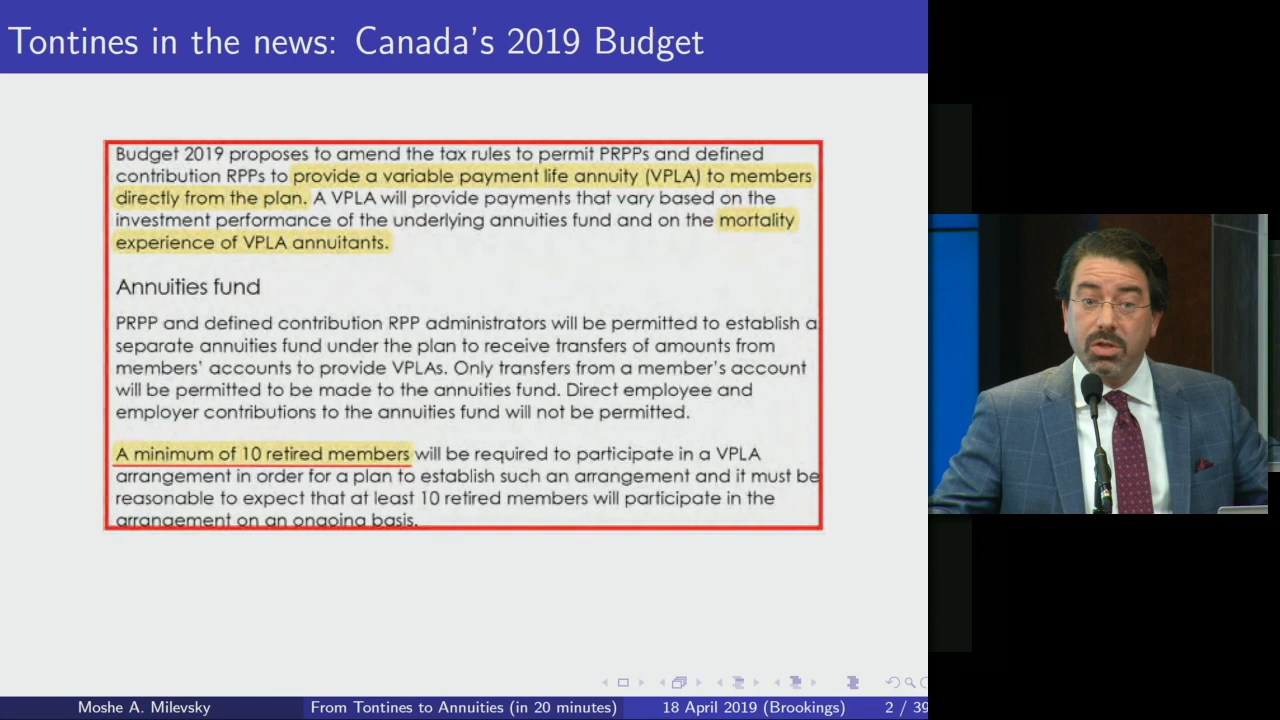 Tontines in the news: Canada's 2019 Budget
Budget 2019 proposes to amend the tax rules to permit PRPPs and defined
contribution RPPs to provide a variable payment life annuity (VPLA) to members
directly from the plan. A VPLA will provide payments that vary based on the
investment performance of the underlying annuities fund and on the mortality
experience of VPLA annuitants.
Annuities fund
PRPP and defined contribution RPP administrators will be permitted to establish a
separate annuities fund under the plan to receive transfers of amounts from
members' accounts to provide VPLAs. Only transfers from a member's account
will be permitted to be made to the annuities fund. Direct employee and
employer contributions to the annuities fund will not be permitted.
A minimum of 10 retired members will be required to participate in a VPLA
arrangement in order for a plan to establish such an arrangement and it must be
reasonable to expect that at least 10 retired members will participate in the
arrangement on an ongoing basis.
Moshe A. Milevsky From Tontines to Annuities (in 20 minutes) 18 April 2019 (Brookings) 2 / 39